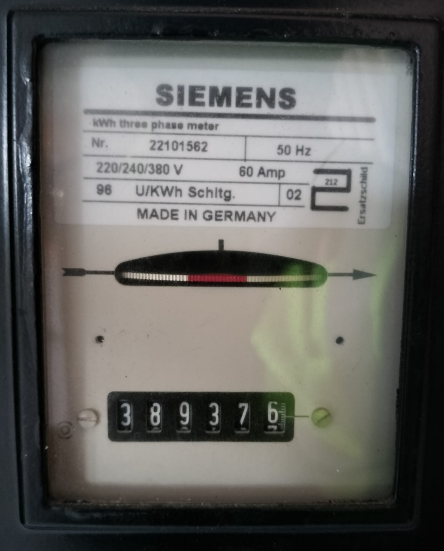 SIEMENS
kWh three phase meter
Nr. 22101562 50 Hz
220/240/380 V 60 Amp
96 U/KWh Schltg. 02
212
Ersatzschild
MADE IN GERMANY
389376